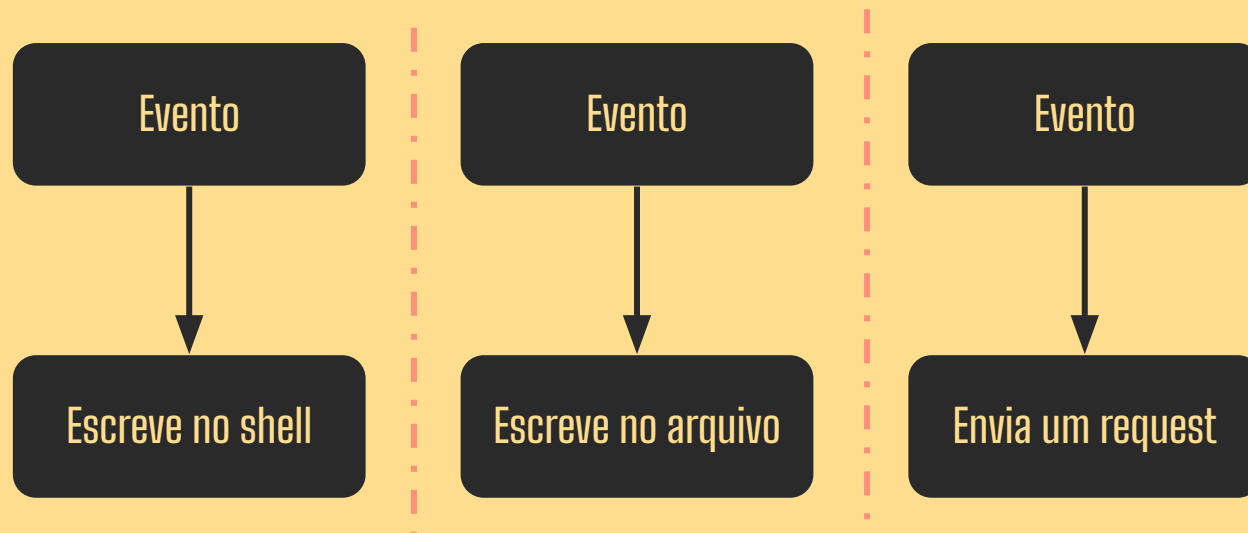 Evento
Evento
Evento
Escreve no shell
Escreve no arquivo
Envia um request